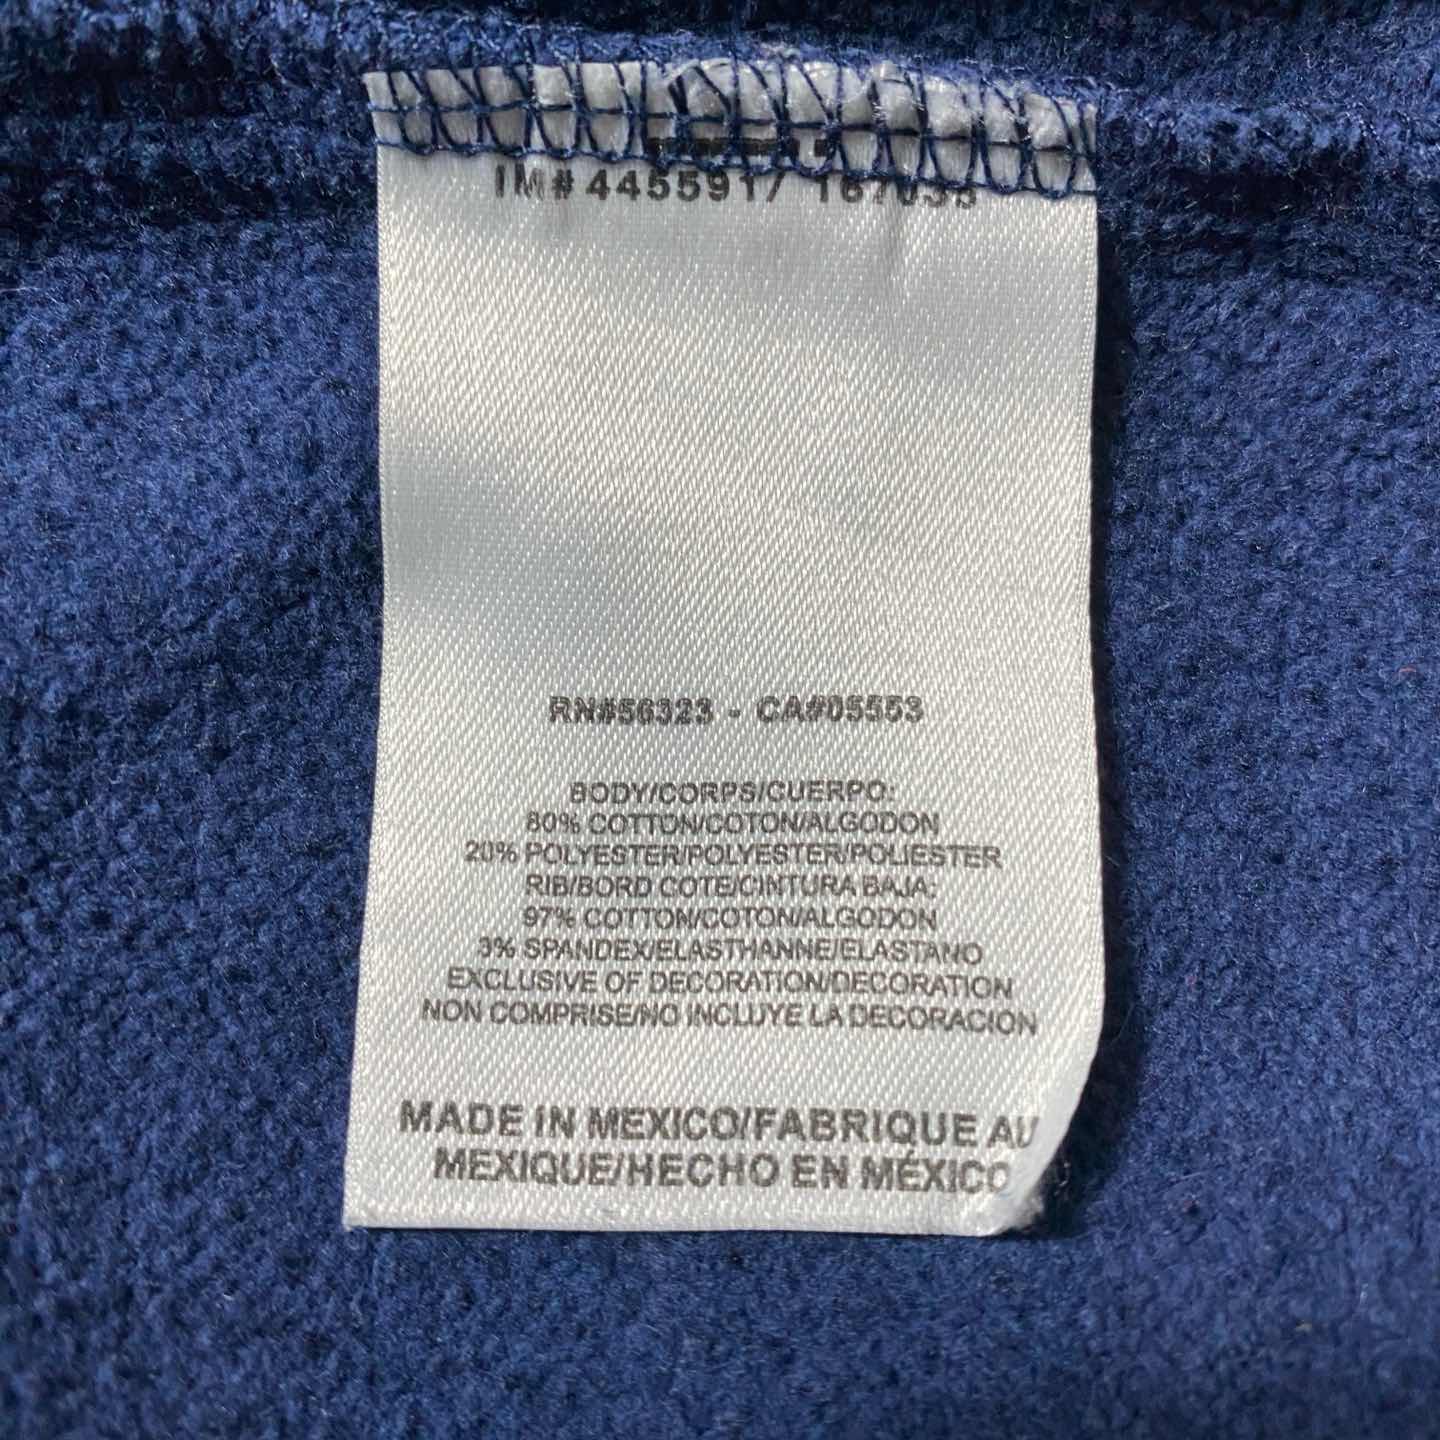 IM# 445591/ 167035
RN#56323 - CA#05553
BODY/CORPS/CUERPO:
80% COTTON/COTON/ALGODON
20% POLYESTER/POLYESTER/POLIESTER
RIB/BORD COTE/CINTURA BAJA:
97% COTTON/COTON/ALGODON
3% SPANDEX/ELASTHANNE/ELASTANO
EXCLUSIVE OF DECORATION/DECORATION
NON COMPRISE/NO INCLUYE LA DECORACION
MADE IN MEXICO/FABRIQUE AU
MEXIQUE/HECHO EN MÉXICO